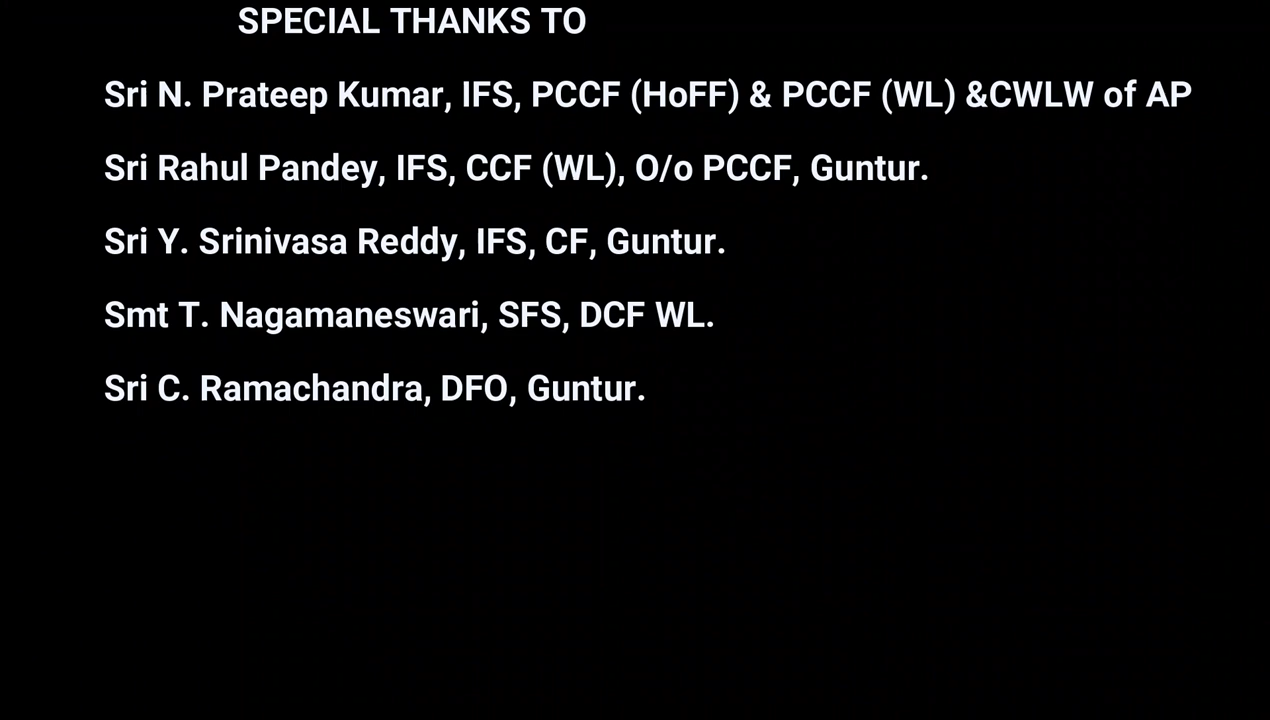 SPECIAL THANKS TO
Sri N. Prateep Kumar, IFS, PCCF (HoFF) & PCCF (WL) &CWLW of AP
Sri Rahul Pandey, IFS, CCF (WL), O/o PCCF, Guntur.
Sri Y. Srinivasa Reddy, IFS, CF, Guntur.
Smt T. Nagamaneswari, SFS, DCF WL.
Sri C. Ramachandra, DFO, Guntur.